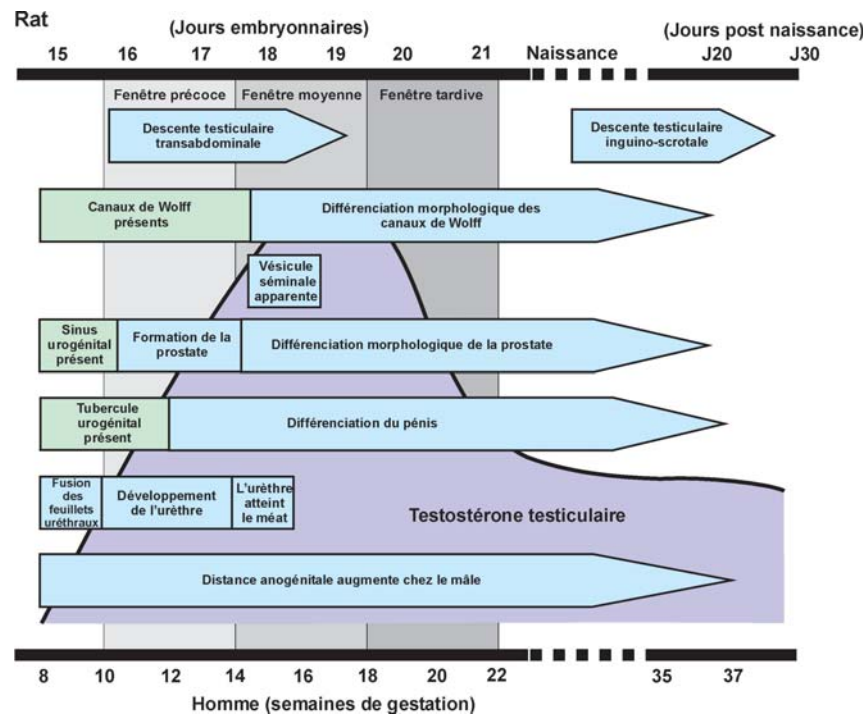 Rat
(Jours embryonnaires)
(Jours post naissance)
15 16 17 18 19 20 21 Naissance J20 J30
Fenêtre précoce Fenêtre moyenne Fenêtre tardive
Descente testiculaire
transabdominale
Descente testiculaire
inguino-scrotale
Canaux de Wolff
présents
Différenciation morphologique des
canaux de Wolff
Vésicule
séminale
apparente
Sinus
urogénital
présent
Formation de la
prostate
Différenciation morphologique de la prostate
Tubercule
urogénital
présent
Différenciation du pénis
Fusion
des
feuillets
uréthraux
Développement
de l'urèthre
L'urèthre
atteint
le méat
Testostérone testiculaire
Distance anogénitale augmente chez le mâle
8 10 12 14 16 18 20 22 35 37
Homme (semaines de gestation)